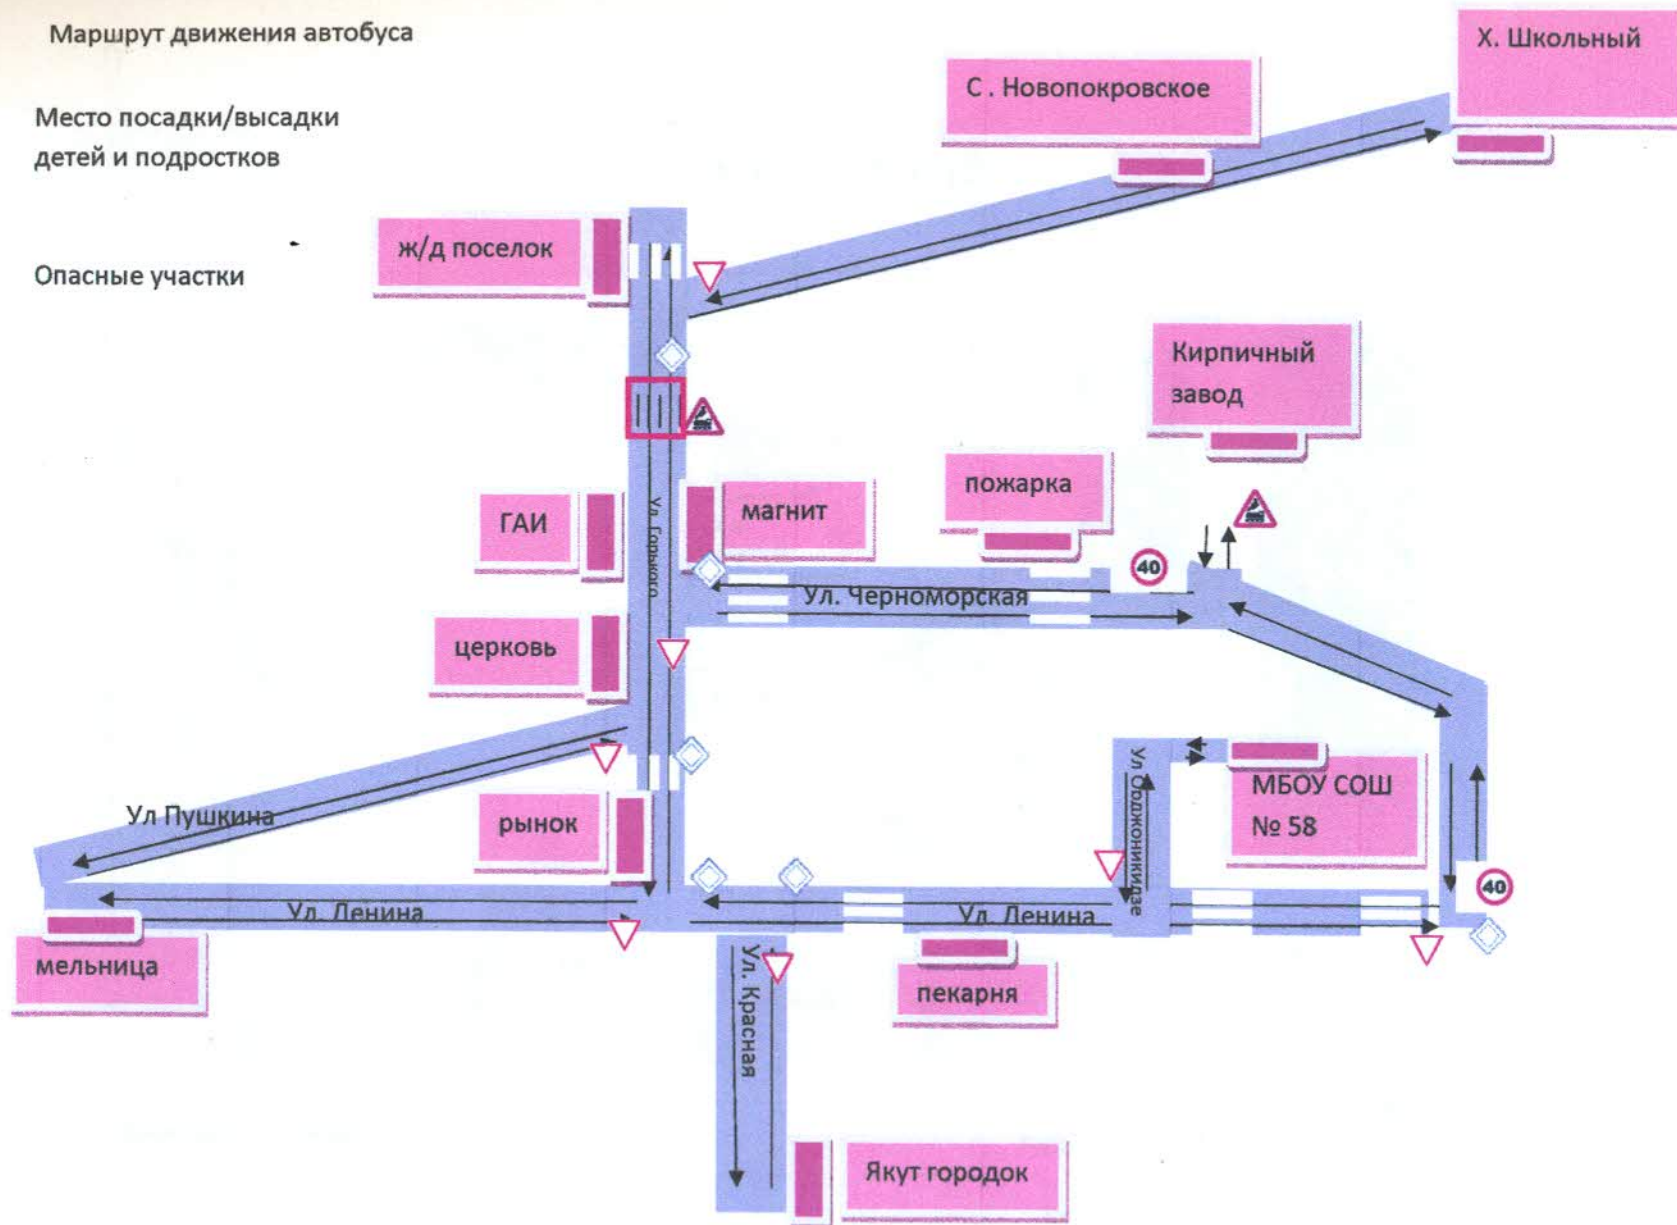 Маршрут движения автобуса
Х. Школьный
С . Новопокровское
Место посадки/высадки
детей и подростков
ж/д поселок
Опасные участки
Кирпичный
завод
пожарка
ГАИ
Ул. Горького
магнит
40
Ул. Черноморская
церковь
Ул Орджоникидзе
МБОУ СОШ
№ 58
Ул Пушкина
рынок
40
Ул. Ленина
Ул. Ленина
мельница
Ул. Красная
пекарня
Якут городок